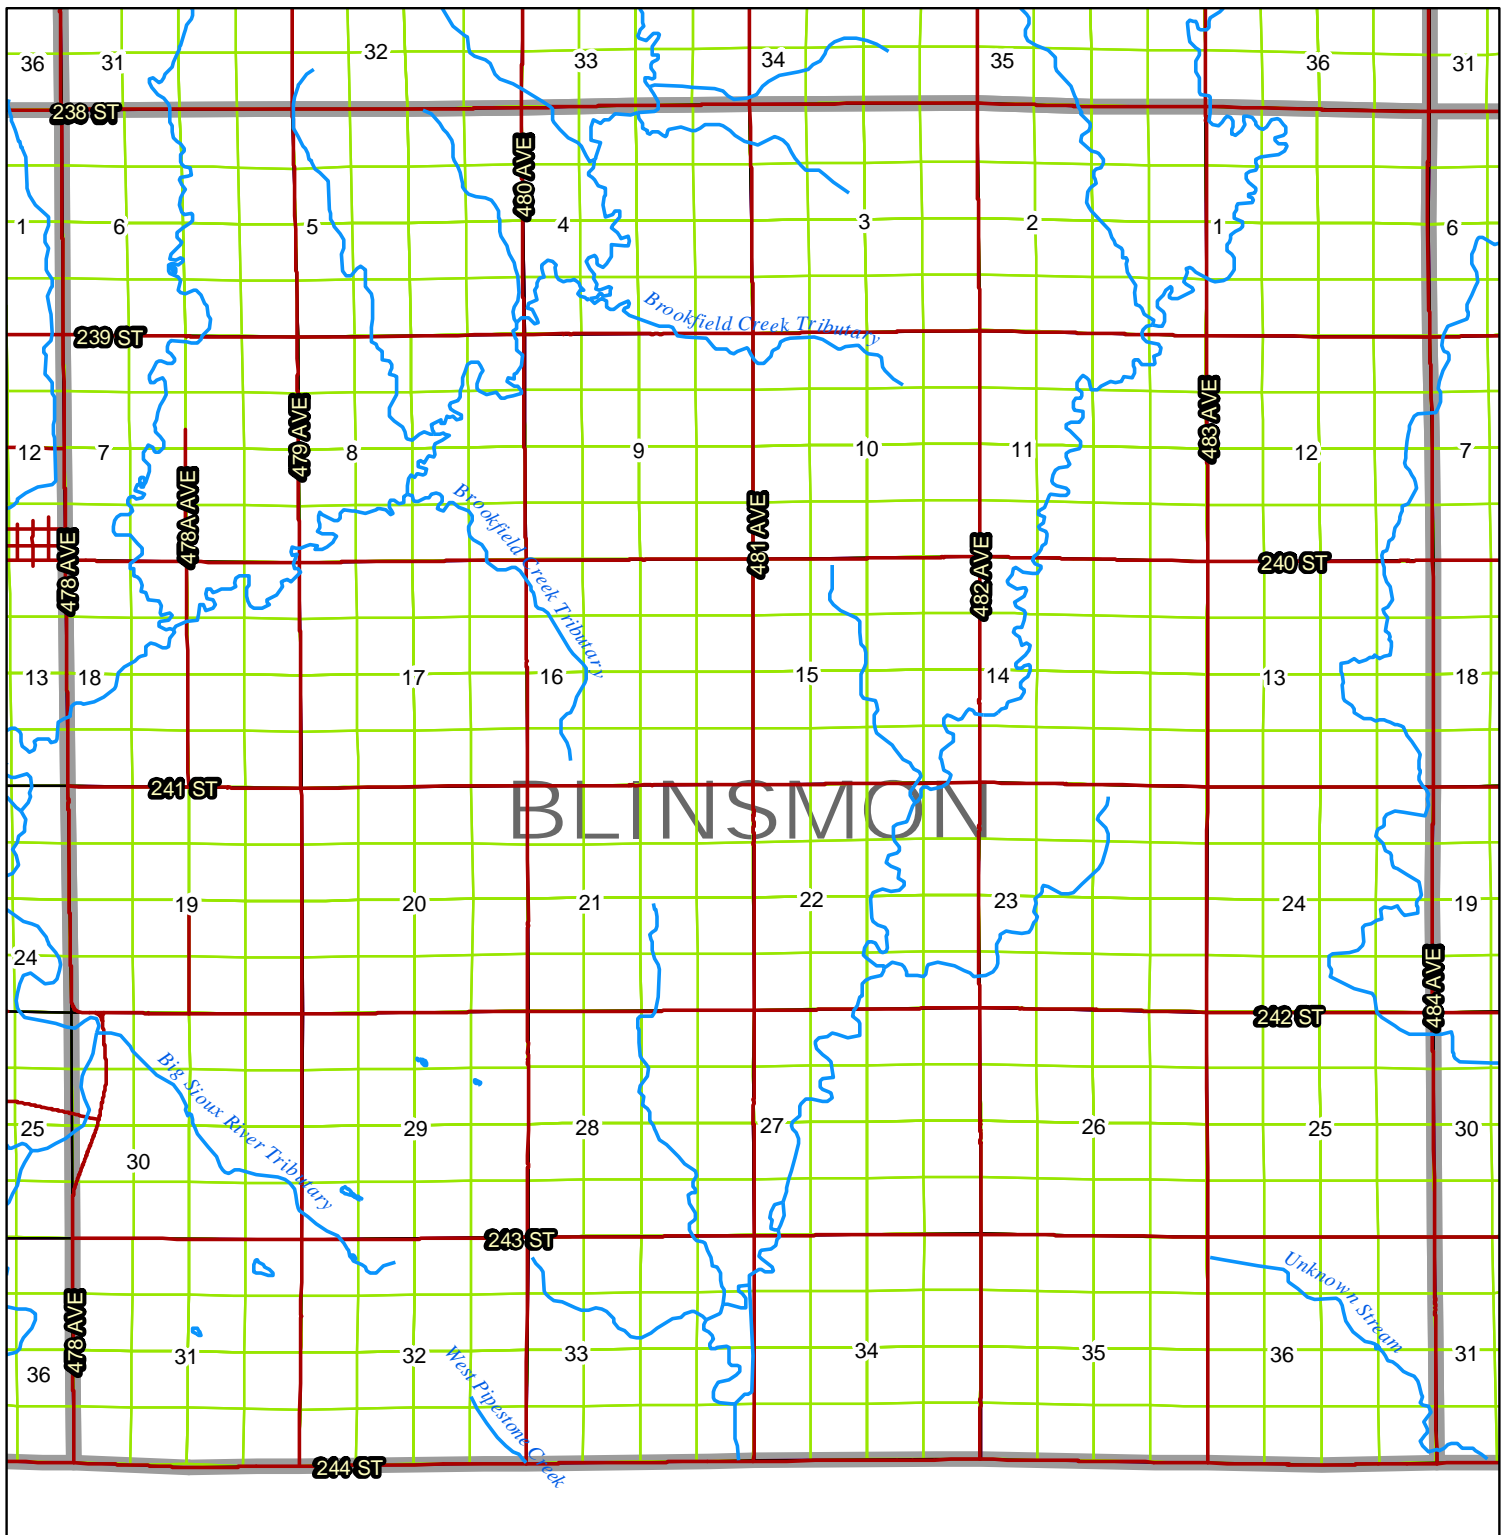 36 31 32 33 34 35 36 31
238 ST
480 AVE
1 6 5 4 3 2 1 6
Brookfield Creek Tributary
239 ST
479 AVE
483 AVE
12 7 8 9 10 11 12 7
478A AVE
Brookfield Creek Tributary
481 AVE
478 AVE
482 AVE
240 ST
13 18 17 16 15 14 13 18
241 ST
BLINSMON
19 20 21 22 23 24 19
24
484 AVE
242 ST
Big Sioux River Tributary
25 29 28 27 26 25 30
30
243 ST
Unknown Stream
478 AVE
36 31 32 33 34 35 36 31
West Pipestone Creek
244 ST